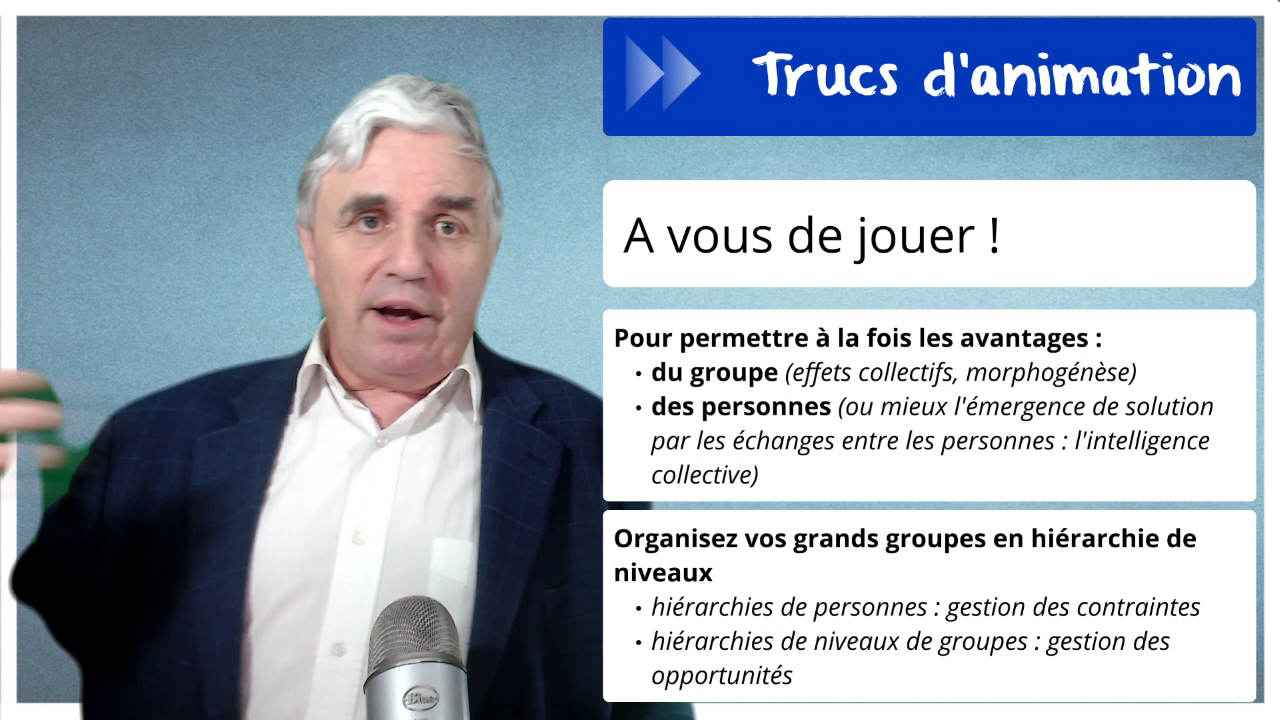 Trucs d'animation
A vous de jouer !
Pour permettre à la fois les avantages :
• du groupe (effets collectifs, morphogénèse)
• des personnes (ou mieux l'émergence de solution
par les échanges entre les personnes : l'intelligence
collective)
Organisez vos grands groupes en hiérarchie de
niveaux
• hiérarchies de personnes : gestion des contraintes
• hiérarchies de niveaux de groupes : gestion des
opportunités